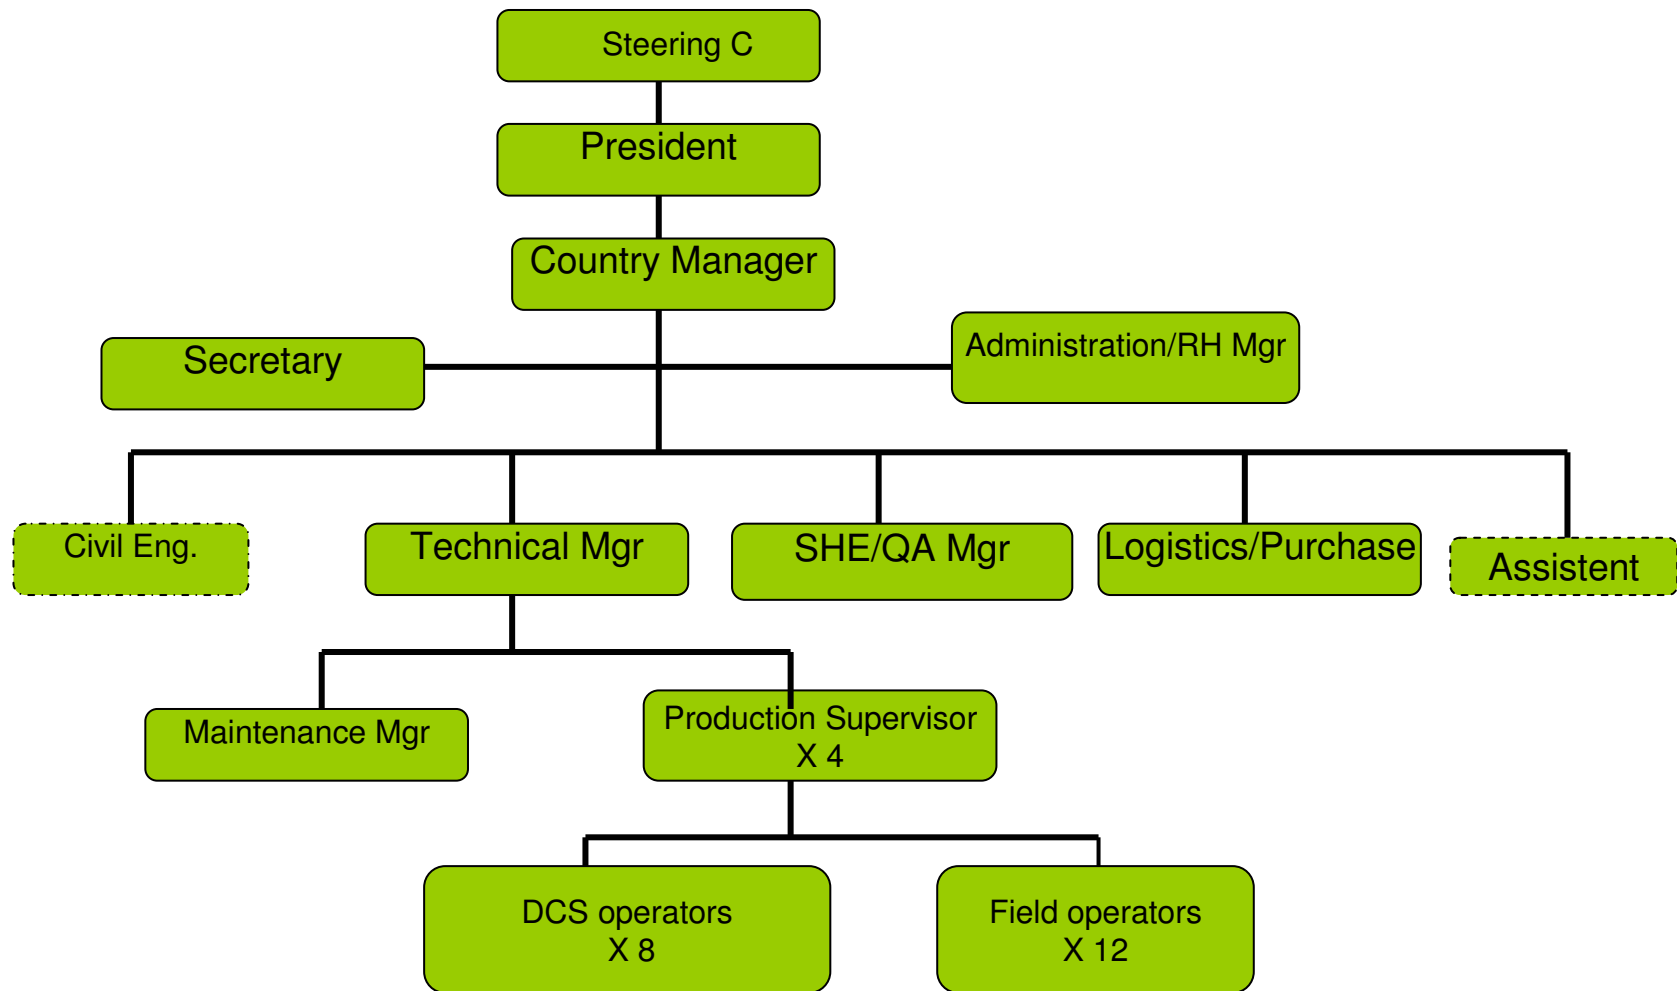 Steering C
President
Country Manager
Secretary
Administration/RH Mgr
Civil Eng.
Technical Mgr
SHE/QA Mgr
Logistics/Purchase
Assistent
Maintenance Mgr
Production Supervisor
X 4
DCS operators
X 8
Field operators
X 12